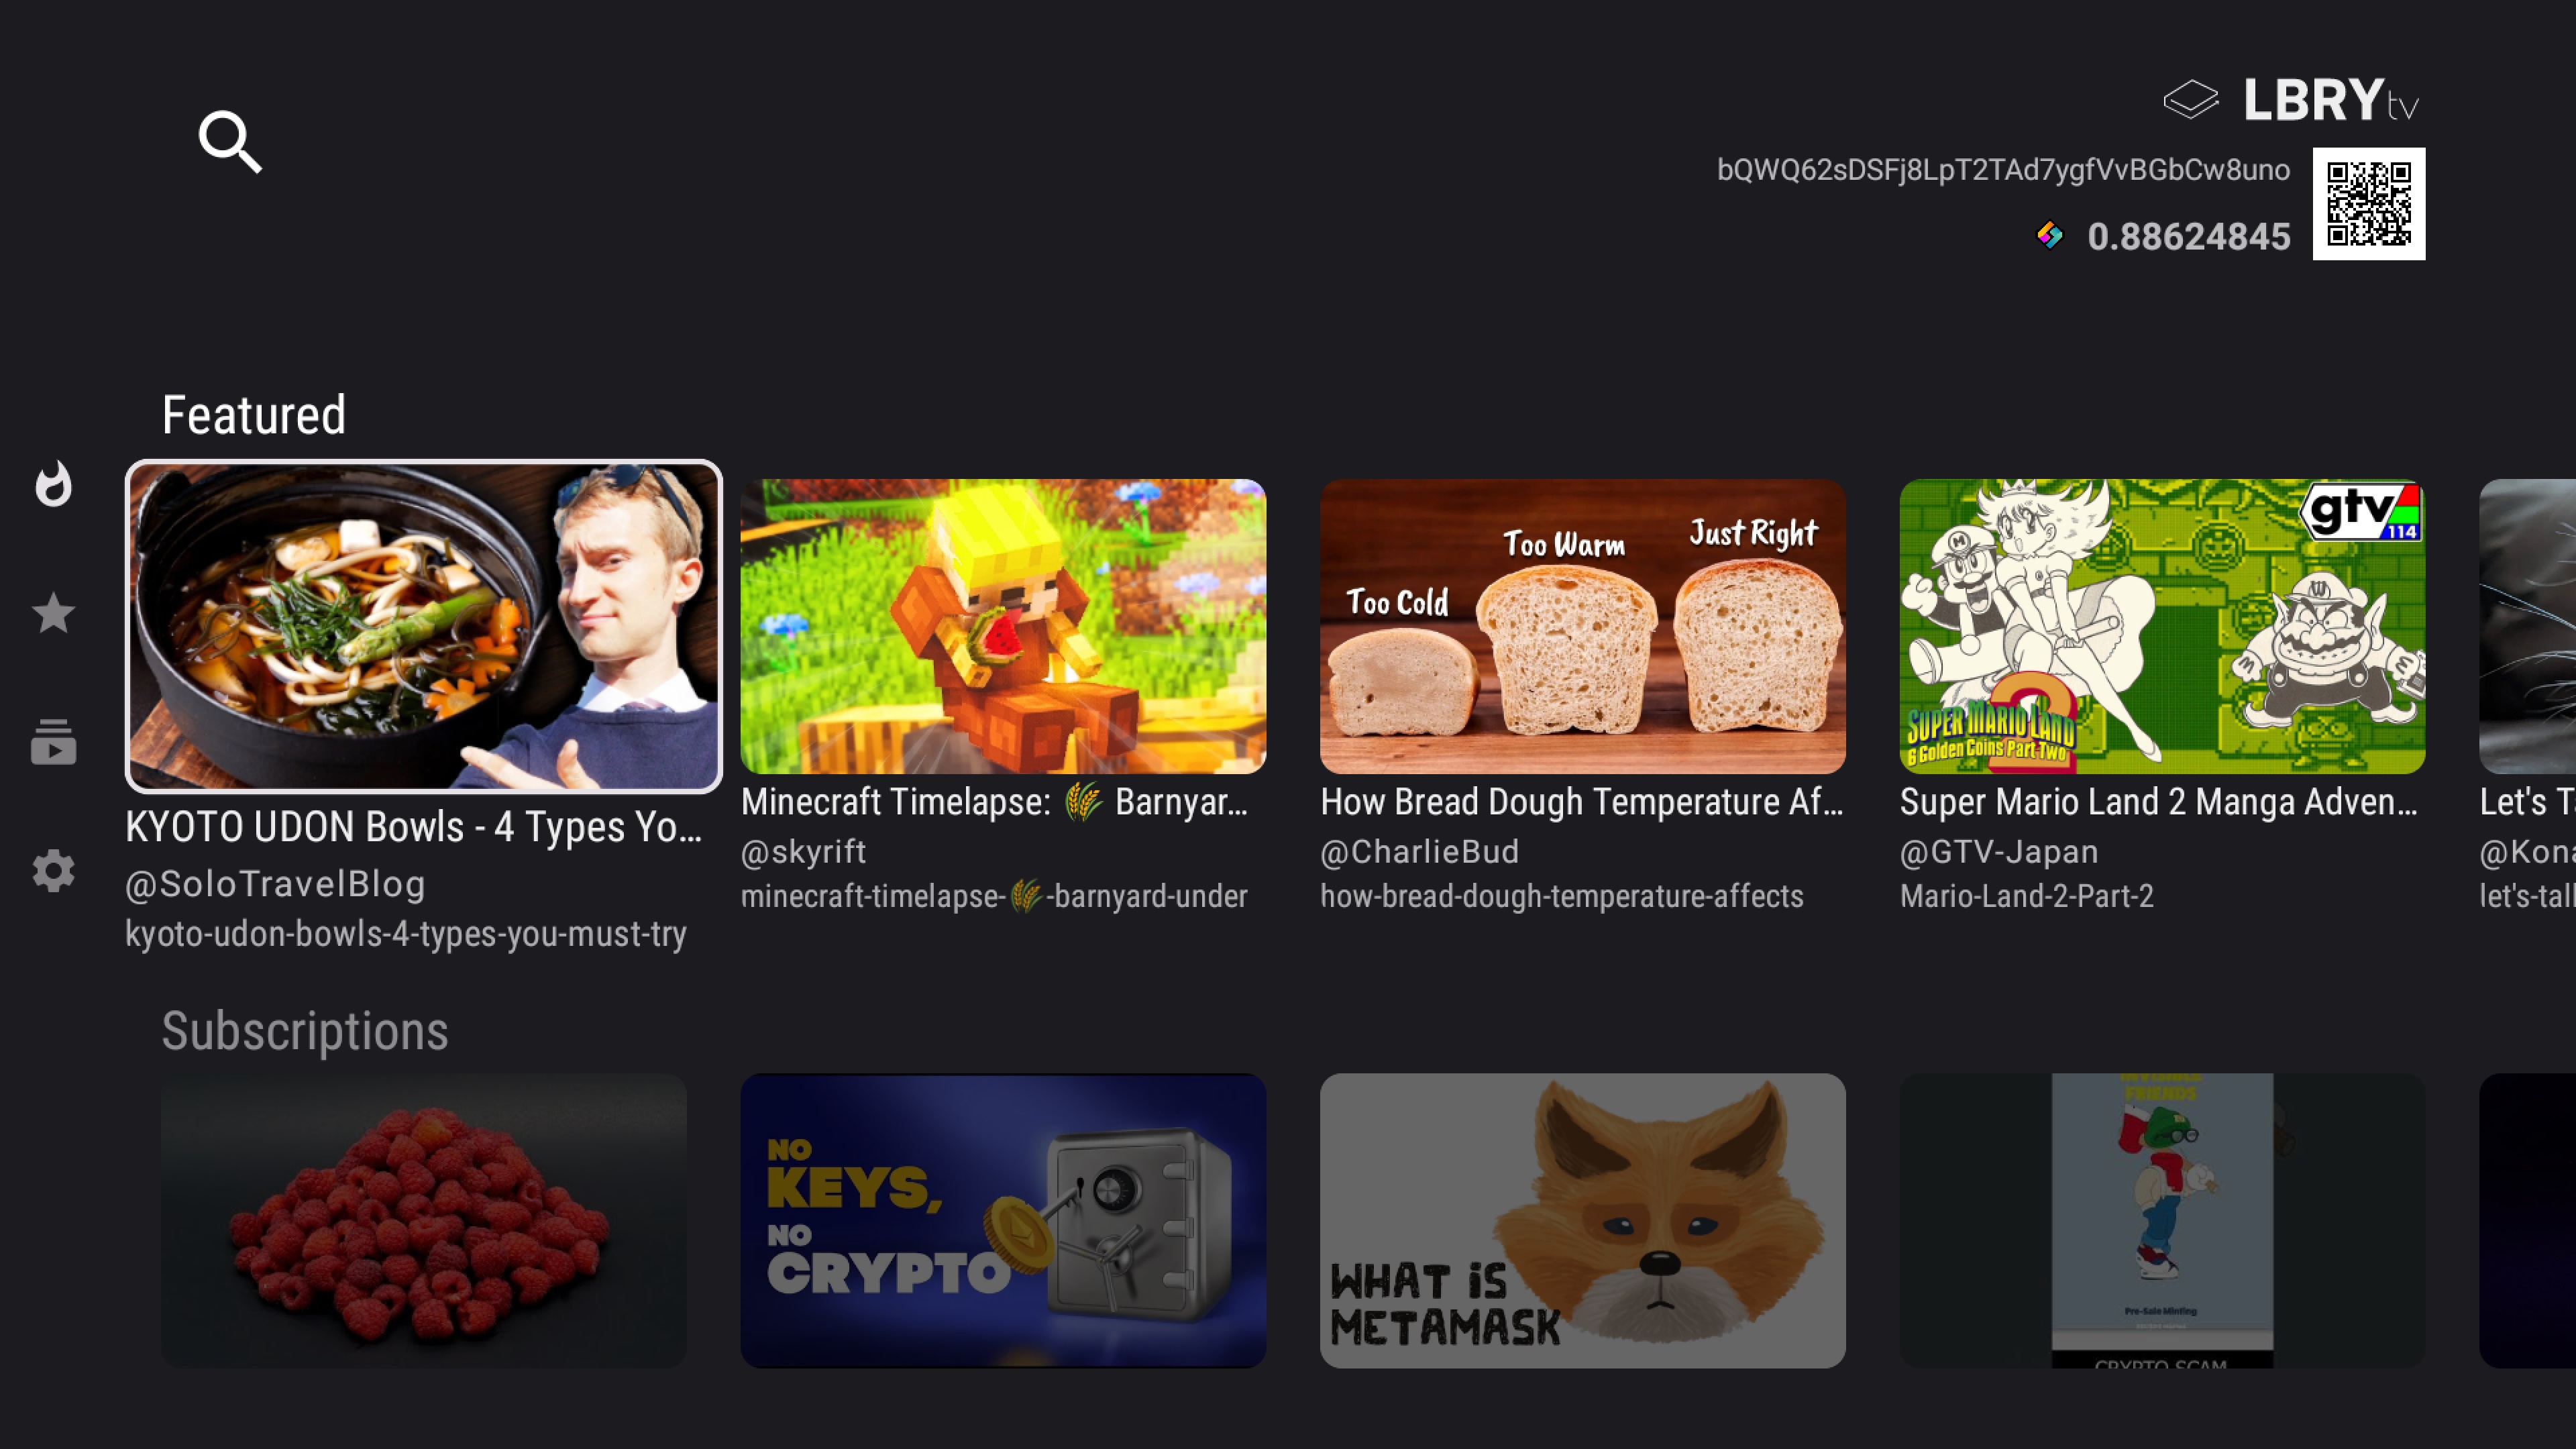 LBRYtv
bQWQ62sDSFj8LpT2TAd7ygfVvBGbCw8uno
0.88624845
Featured
Too Cold
Too Warm
Just Right
gtv
114
SUPER MARIO LAND
2
6 Golden Coins Part Two
KYOTO UDON Bowls - 4 Types Yo...
@SoloTravelBlog
kyoto-udon-bowls-4-types-you-must-try
Minecraft Timelapse: 🌾 Barnyar...
@skyrift
minecraft-timelapse-🌾-barnyard-under
How Bread Dough Temperature Af...
@CharlieBud
how-bread-dough-temperature-affects
Super Mario Land 2 Manga Adven...
@GTV-Japan
Mario-Land-2-Part-2
Let's T
@Kona
let's-tall
Subscriptions
NO
KEYS,
NO
CRYPTO
WHAT iS
METAMASK
FRIENDS
Pre-Sale Minting
CRYPTO SCAM